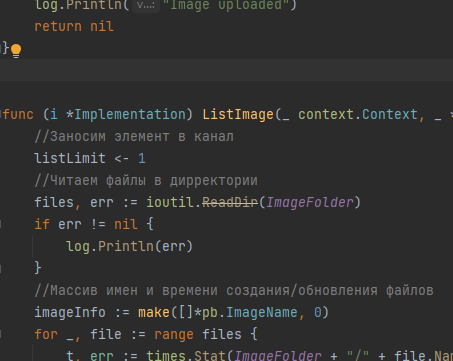 log.Println( v...: "Image uploaded")
return nil
}
func (i *Implementation) ListImage(_ context.Context, _ *
//Заносим элемент в канал
listLimit <- 1
//Читаем файлы в дирректории
files, err := ioutil.ReadDir(ImageFolder)
if err != nil {
log.Println(err)
}
//Массив имен и времени создания/обновления файлов
imageInfo := make([]*pb.ImageName, 0)
for _, file := range files {
t, err := times.Stat(ImageFolder + "/" + file.Na